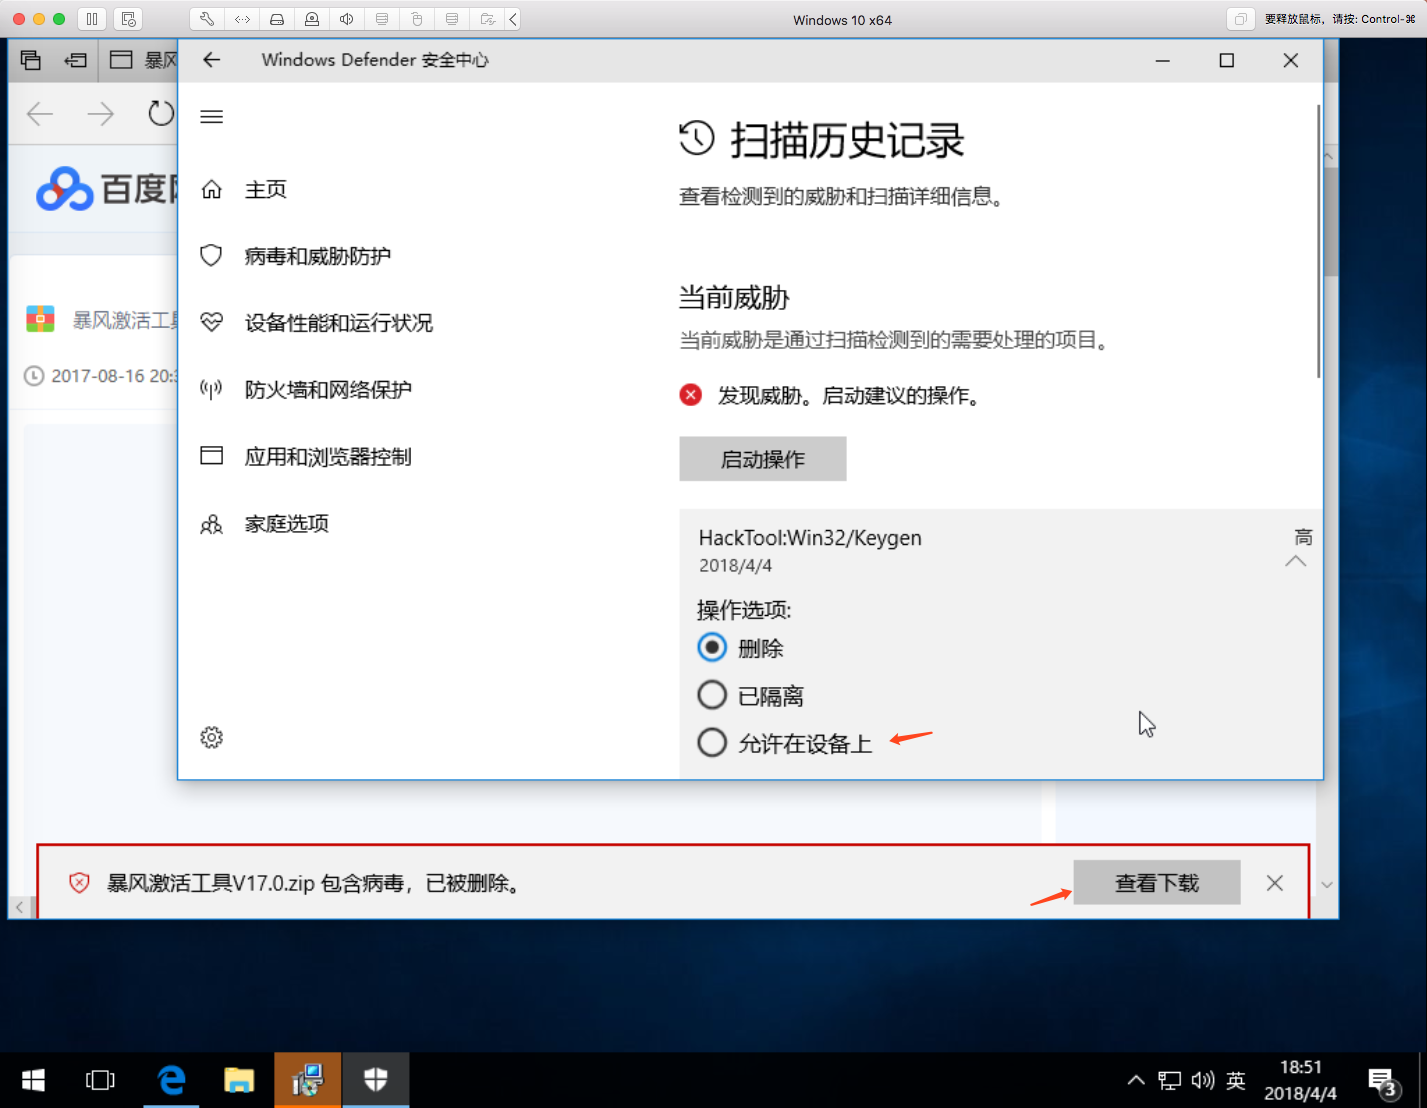 Windows 10 x64
要释放鼠标，请按: Control-⌘
暴风
Windows Defender 安全中心
百度网
暴风激活工具
2017-08-16 20:3
主页
病毒和威胁防护
设备性能和运行状况
防火墙和网络保护
应用和浏览器控制
家庭选项
扫描历史记录
查看检测到的威胁和扫描详细信息。
当前威胁
当前威胁是通过扫描检测到的需要处理的项目。
发现威胁。启动建议的操作。
启动操作
HackTool:Win32/Keygen
高
2018/4/4
操作选项:
删除
已隔离
允许在设备上
暴风激活工具V17.0.zip 包含病毒，已被删除。
查看下载
英
18:51
2018/4/4
3